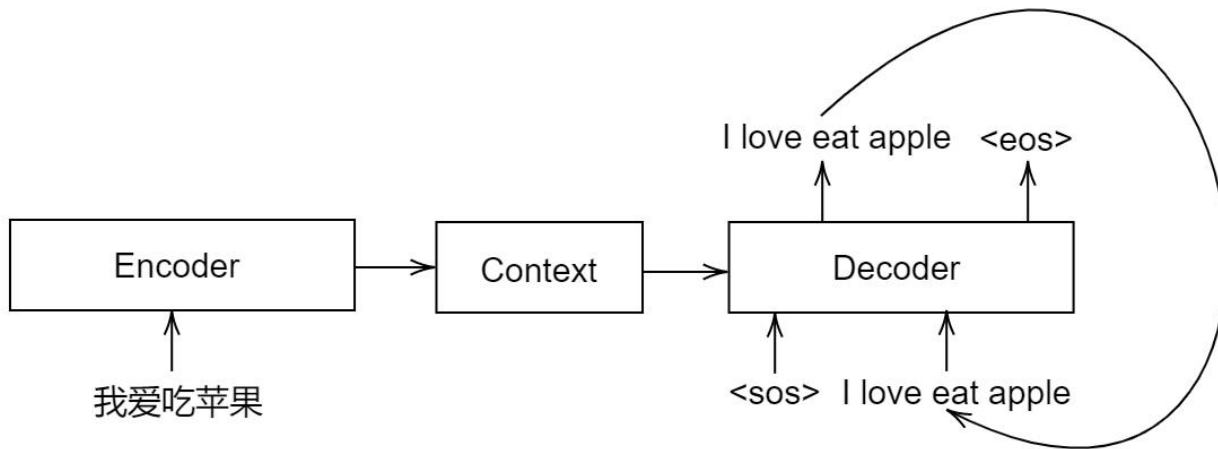 I love eat apple <eos>
Encoder
Context
Decoder
我爱吃苹果
<sos> I love eat apple